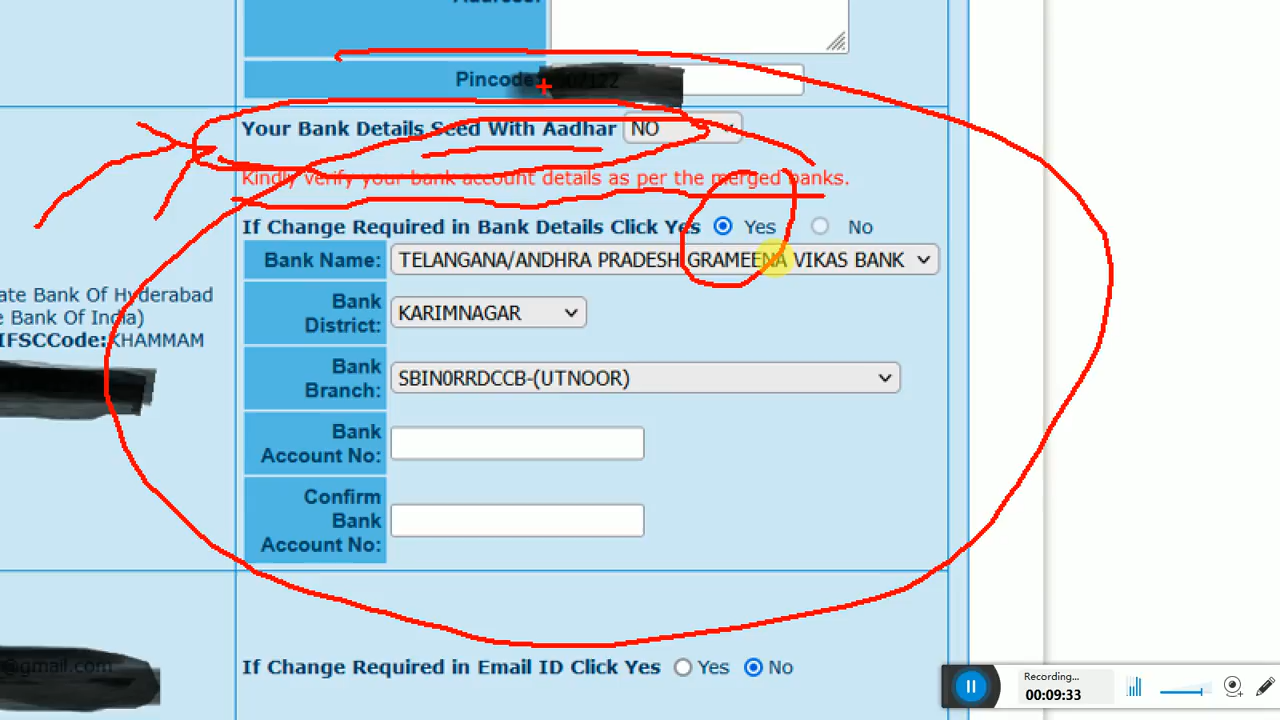 Address:
Pincode:
Your Bank Details Seed With Aadhar NO
Kindly verify your bank account details as per the merged banks.
If Change Required in Bank Details Click Yes Yes No
Bank Name: TELANGANA/ANDHRA PRADESH GRAMEENA VIKAS BANK
ate Bank Of Hyderabad
e Bank Of India)
IFSCCode:KHAMMAM
Bank
District: KARIMNAGAR
Bank
Branch: SBIN0RRDCCB-(UTNOOR)
Bank
Account No:
Confirm
Bank
Account No:
@gmail.com
If Change Required in Email ID Click Yes Yes No
Recording...
00:09:33